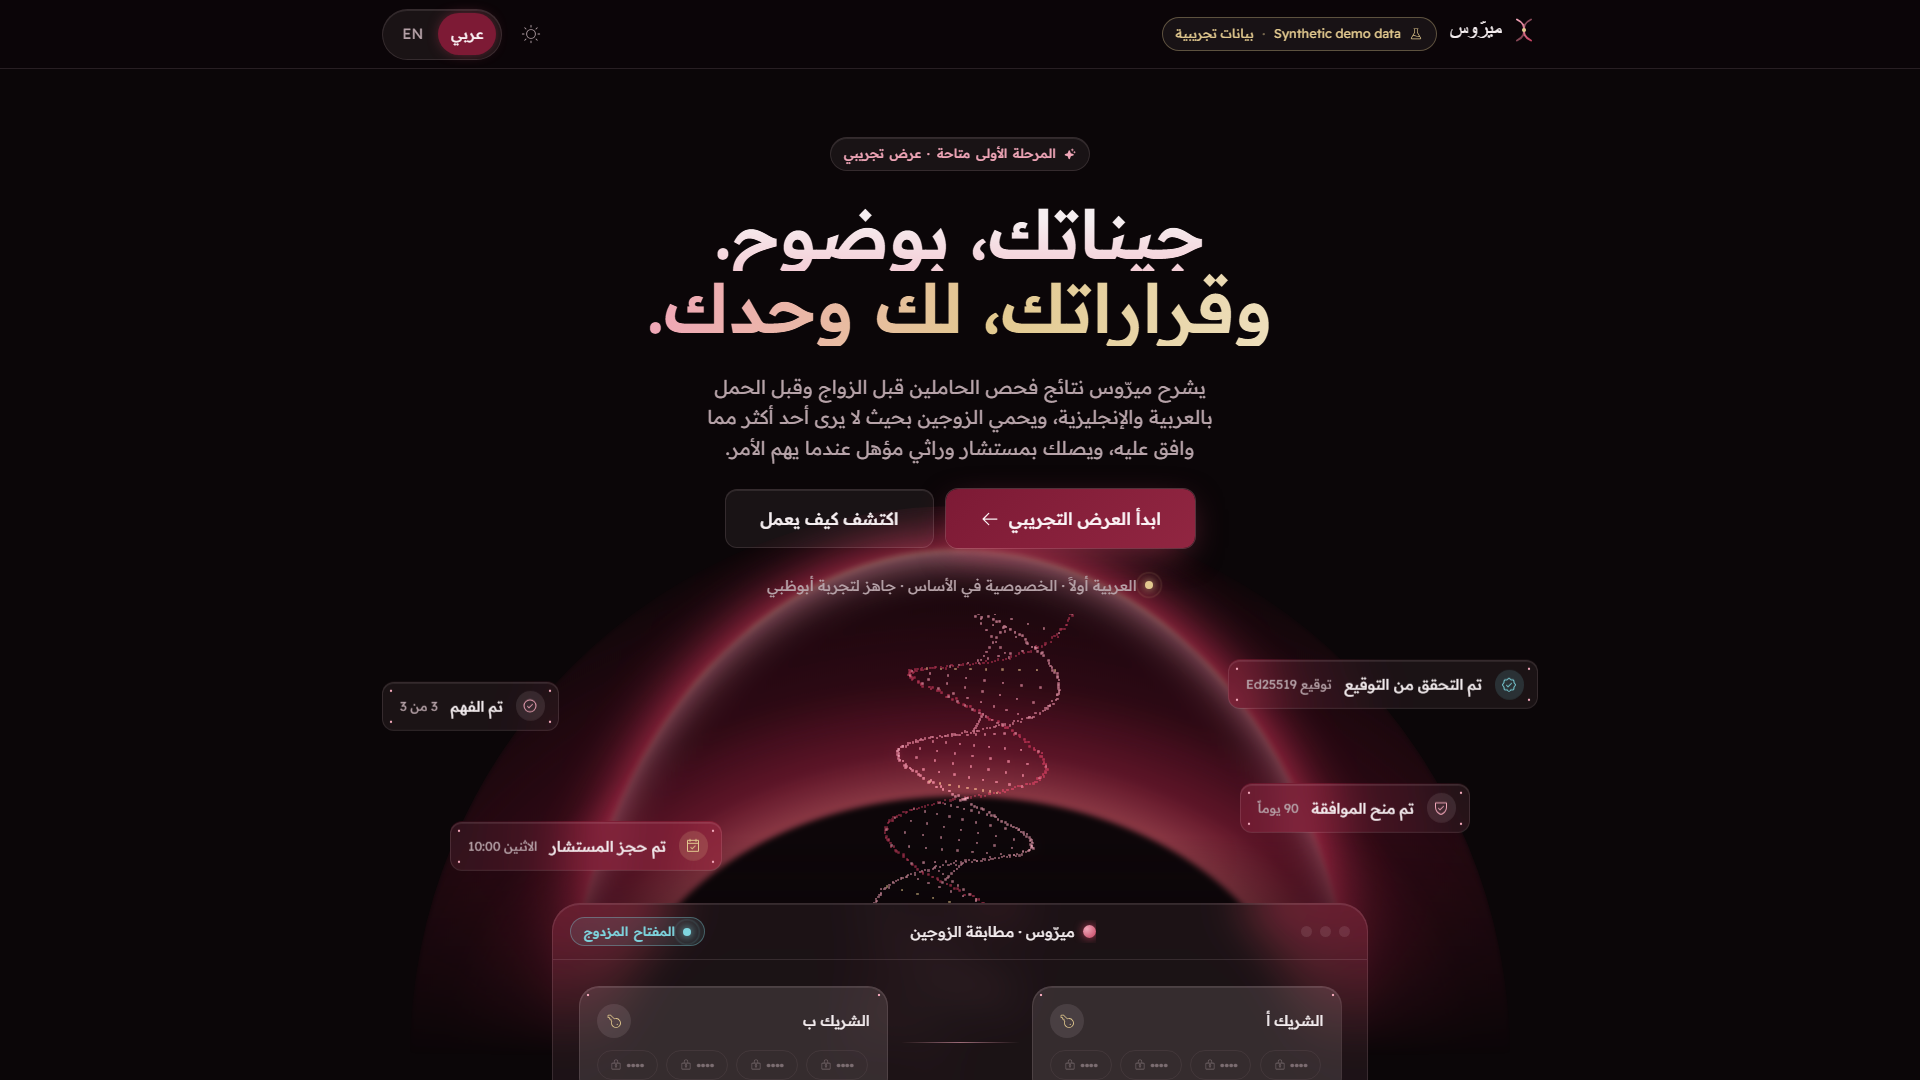 ميرّوس
Synthetic demo data · بيانات تجريبية
عربي EN
المرحلة الأولى متاحة · عرض تجريبي
جيناتك، بوضوح.
وقراراتك، لك وحدك.
يشرح ميرّوس نتائج فحص الحاملين قبل الزواج وقبل الحمل
بالعربية والإنجليزية، ويحمي الزوجين بحيث لا يرى أحد أكثر مما
وافق عليه، ويصلك بمستشار وراثي مؤهل عندما يهم الأمر.
ابدأ العرض التجريبي ←
اكتشف كيف يعمل
العربية أولاً · الخصوصية في الأساس · جاهز لتجربة أبوظبي
تم التحقق من التوقيع توقيع Ed25519
تم الفهم 3 من 3
تم منح الموافقة 90 يوماً
تم حجز المستشار الاثنين 10:00
ميرّوس · مطابقة الزوجين
المفتاح المزدوج
الشريك أ
الشريك ب